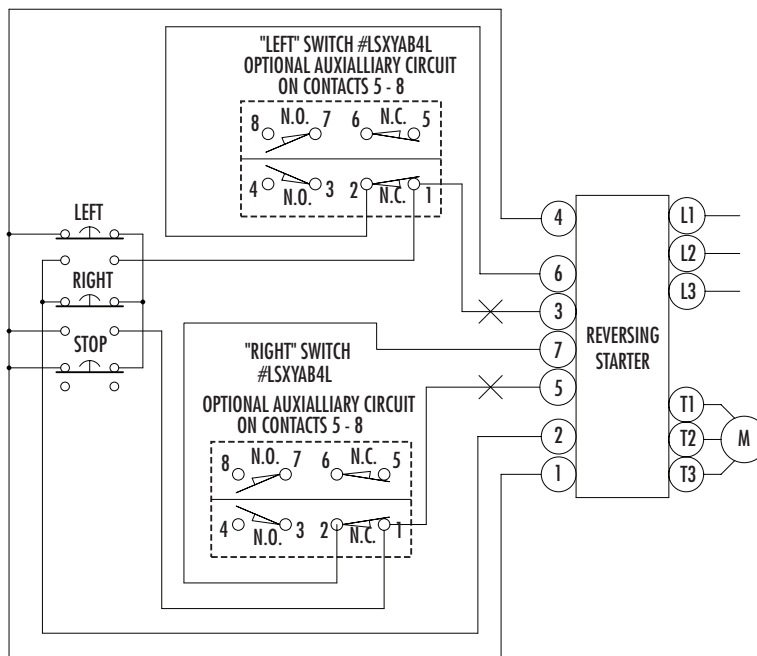 "LEFT" SWITCH #LSXYAB4L
OPTIONAL AUXIALLIARY CIRCUIT
ON CONTACTS 5 - 8
8 N.O. 7 6 N.C. 5
4 N.O. 3 2 N.C. 1
LEFT
RIGHT
STOP
"RIGHT" SWITCH
#LSXYAB4L
OPTIONAL AUXIALLIARY CIRCUIT
ON CONTACTS 5 - 8
8 N.O. 7 6 N.C. 5
4 N.O. 3 2 N.C. 1
4
6
3
7
5
2
1
REVERSING
STARTER
L1
L2
L3
T1
T2
T3
M